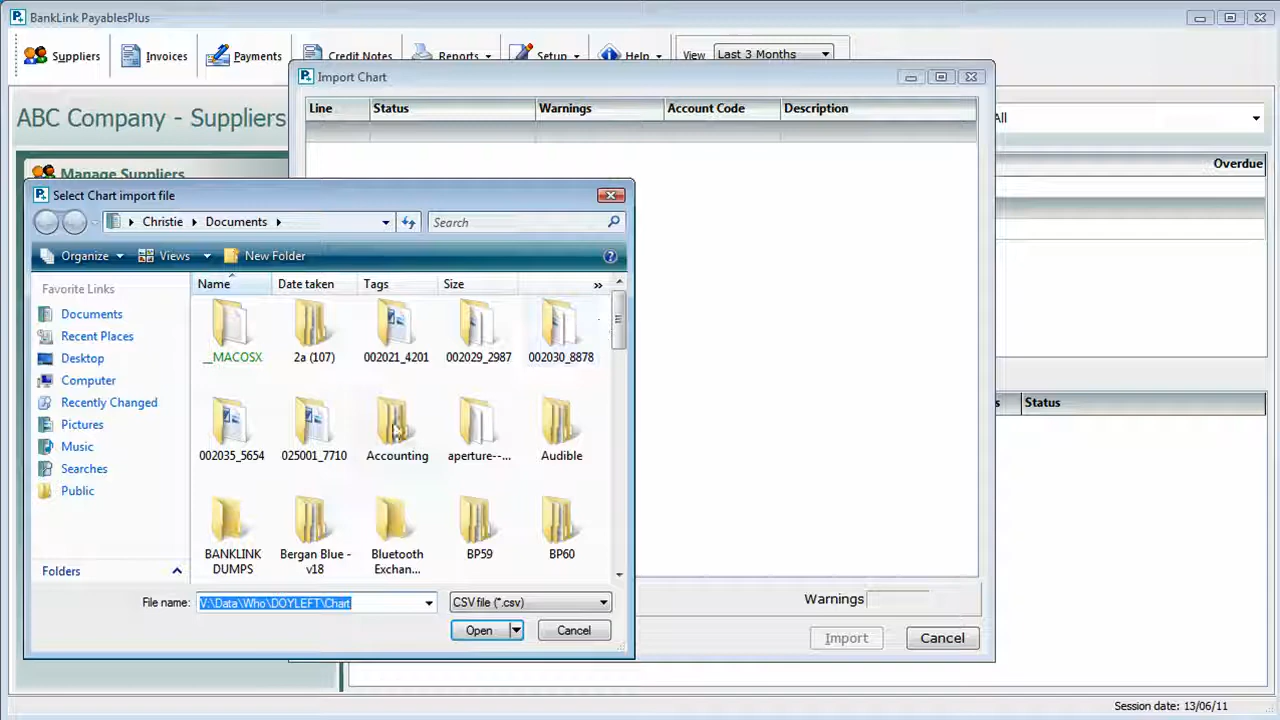 BankLink PayablesPlus
Suppliers
Invoices
Payments
Credit Notes
Reports
Setup
Help
View
Last 3 Months
ABC Company - Suppliers
All
Overdue
Manage Suppliers
Status
Import Chart
Line
Status
Warnings
Account Code
Description
Warnings
Import
Cancel
Select Chart import file
Christie
Documents
Search
Organize
Views
New Folder
Favorite Links
Documents
Recent Places
Desktop
Computer
Recently Changed
Pictures
Music
Searches
Public
Folders
Name
Date taken
Tags
Size
»
__MACOSX
2a (107)
002021_4201
002029_2987
002030_8878
002035_5654
025001_7710
Accounting
aperture--...
Audible
BANKLINK
DUMPS
Bergan Blue -
v18
Bluetooth
Exchan...
BP59
BP60
File name:
V:\Data\Who\DOYLEFT\Chart
CSV file (*.csv)
Open
Cancel
Session date: 13/06/11